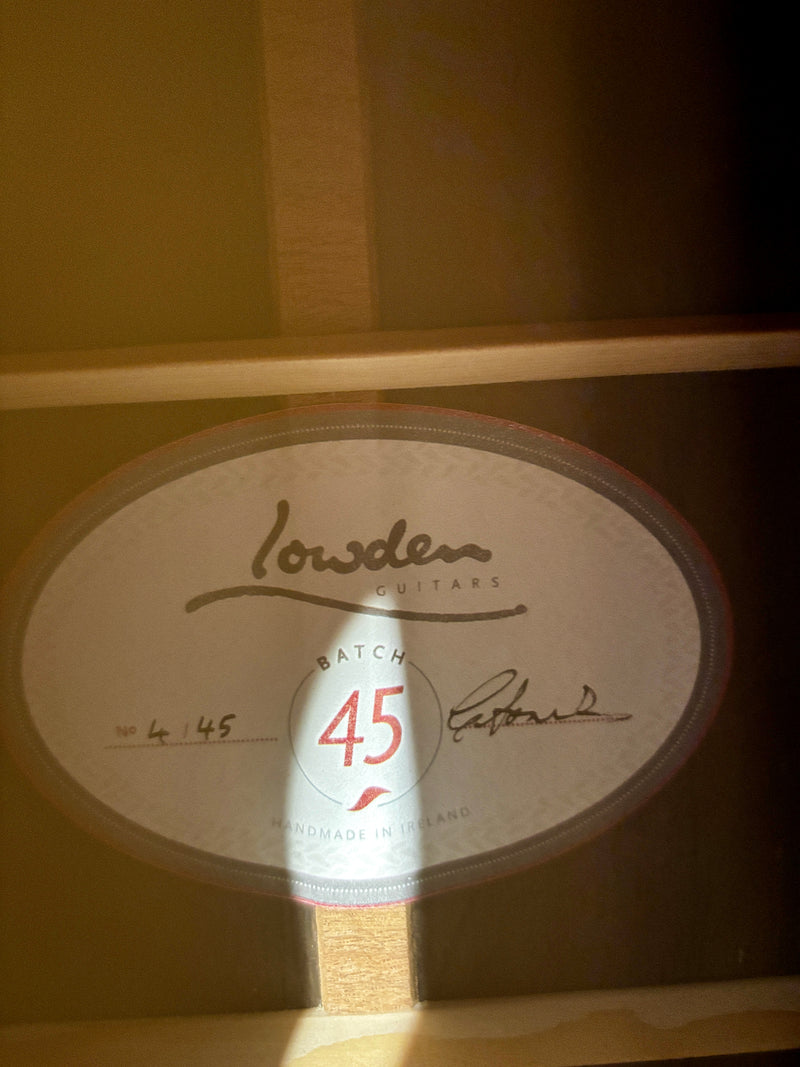 lowden
GUITARS
BATCH
45
Nº 4/45
HANDMADE IN IRELAND